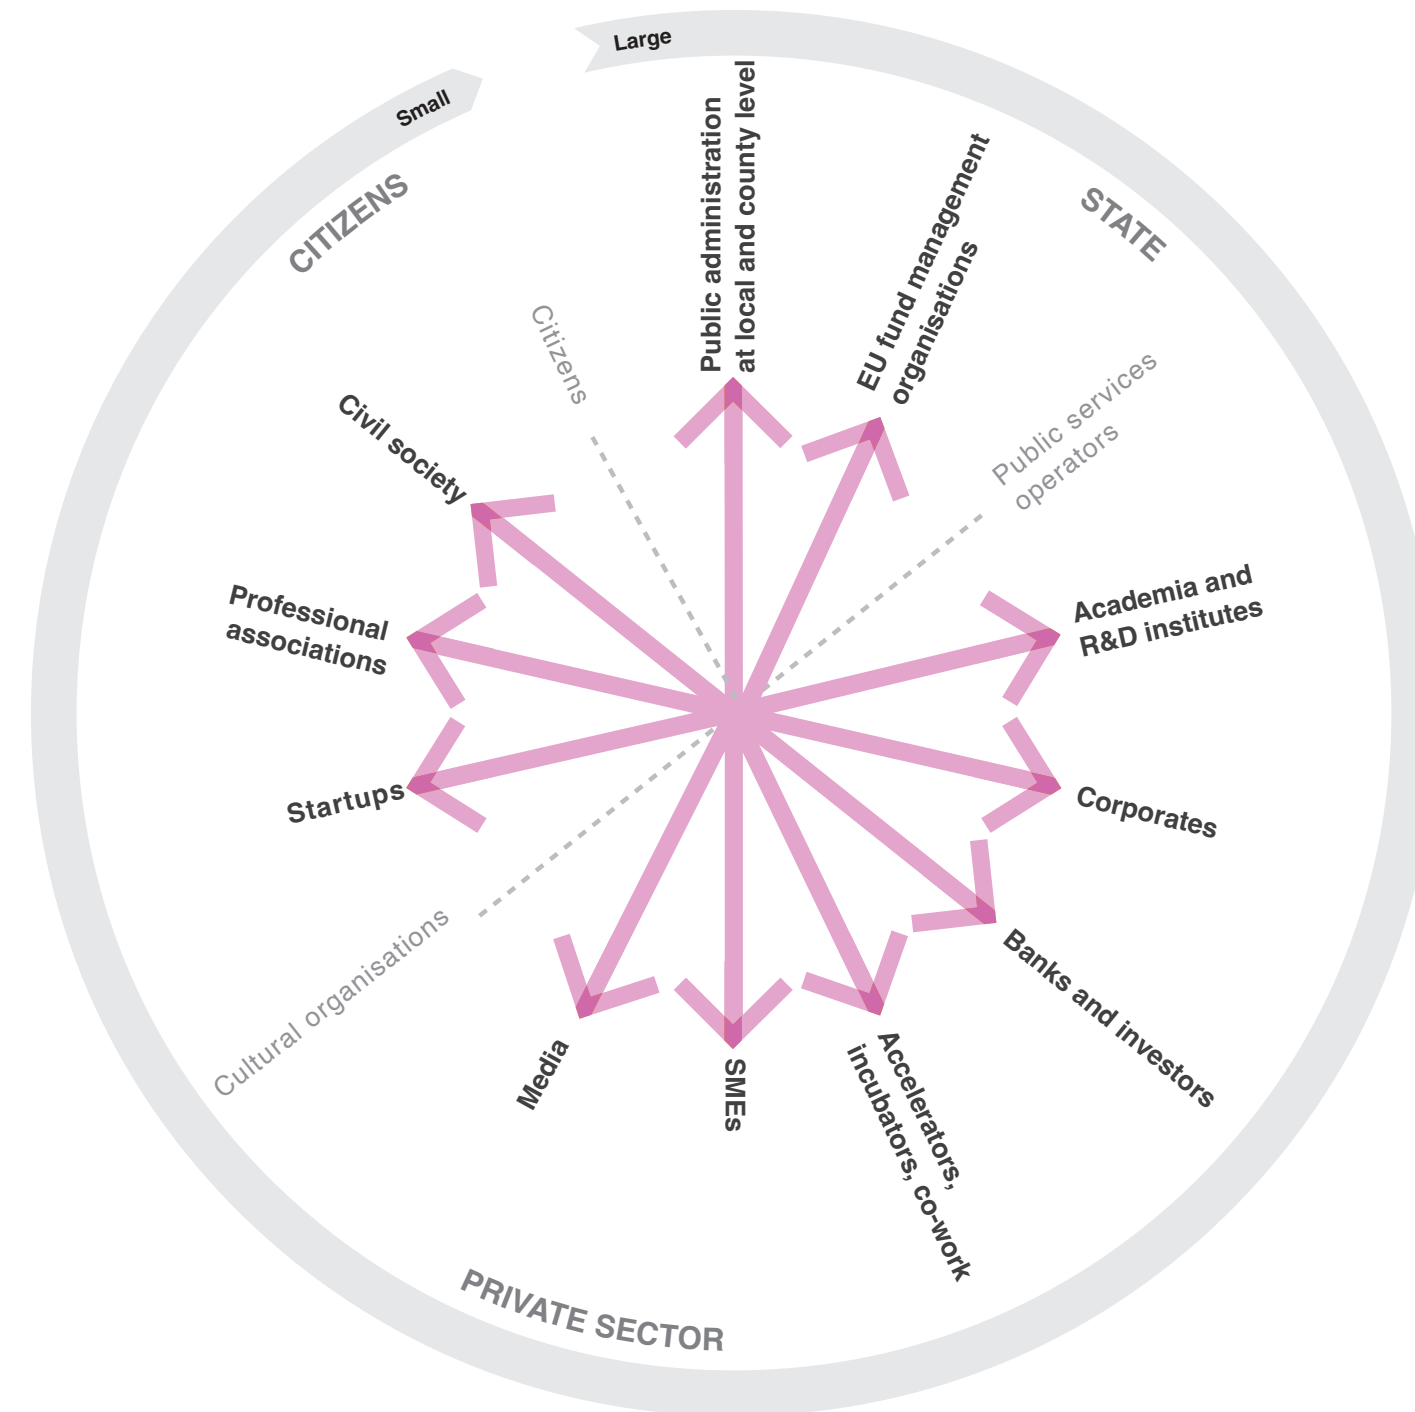 Large
Small
CITIZENS
STATE
Public administration
at local and county level
EU fund management
organisations
Public services
operators
Academia and
R&D institutes
Corporates
Banks and investors
Accelerators,
incubators, co-work
SMEs
Media
Cultural organisations
Startups
Professional
associations
Civil society
Citizens
PRIVATE SECTOR